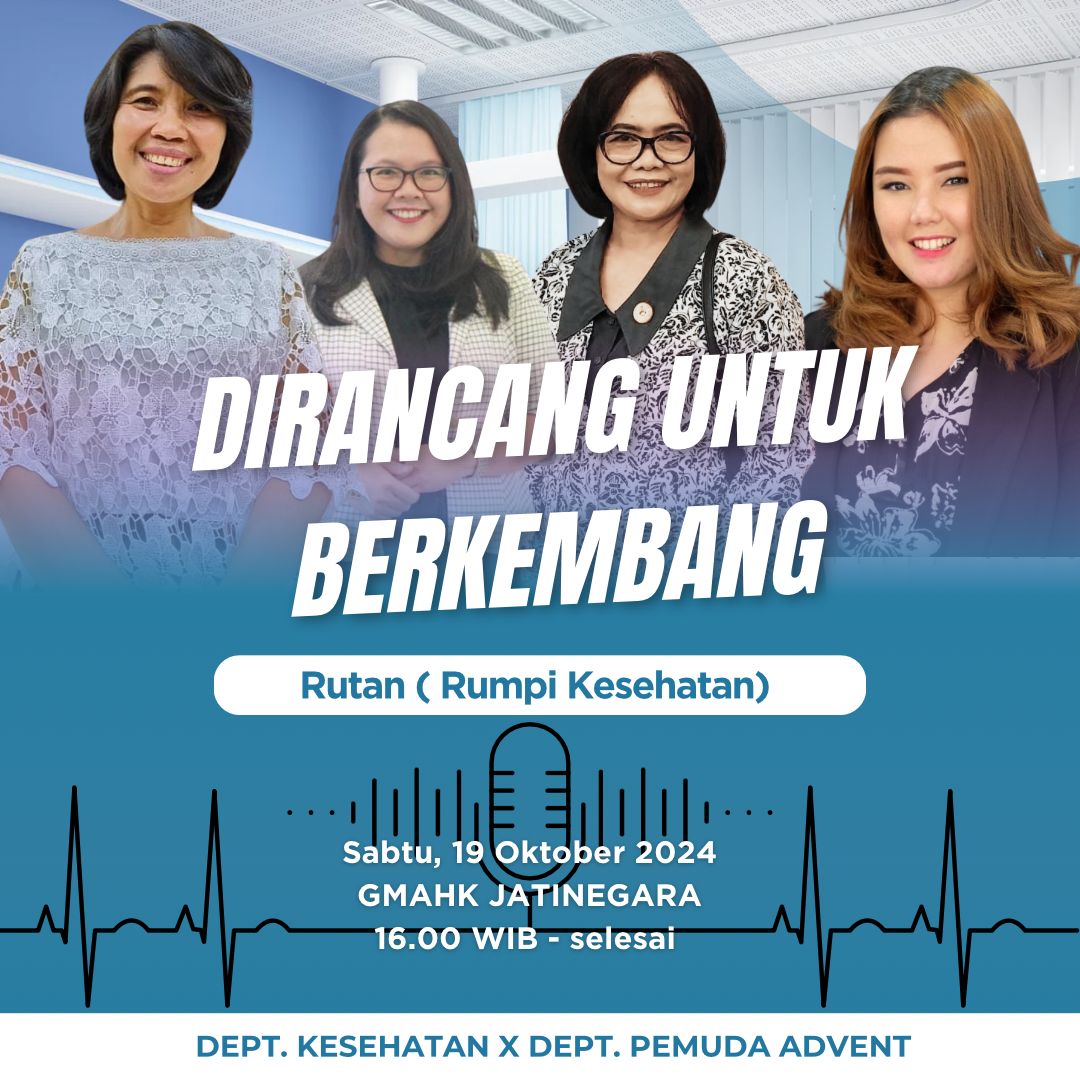 DIRANCANG UNTUK
BERKEMBANG
Rutan ( Rumpi Kesehatan)
Sabtu, 19 Oktober 2024
GMAHK JATINEGARA
16.00 WIB - selesai
DEPT. KESEHATAN X DEPT. PEMUDA ADVENT